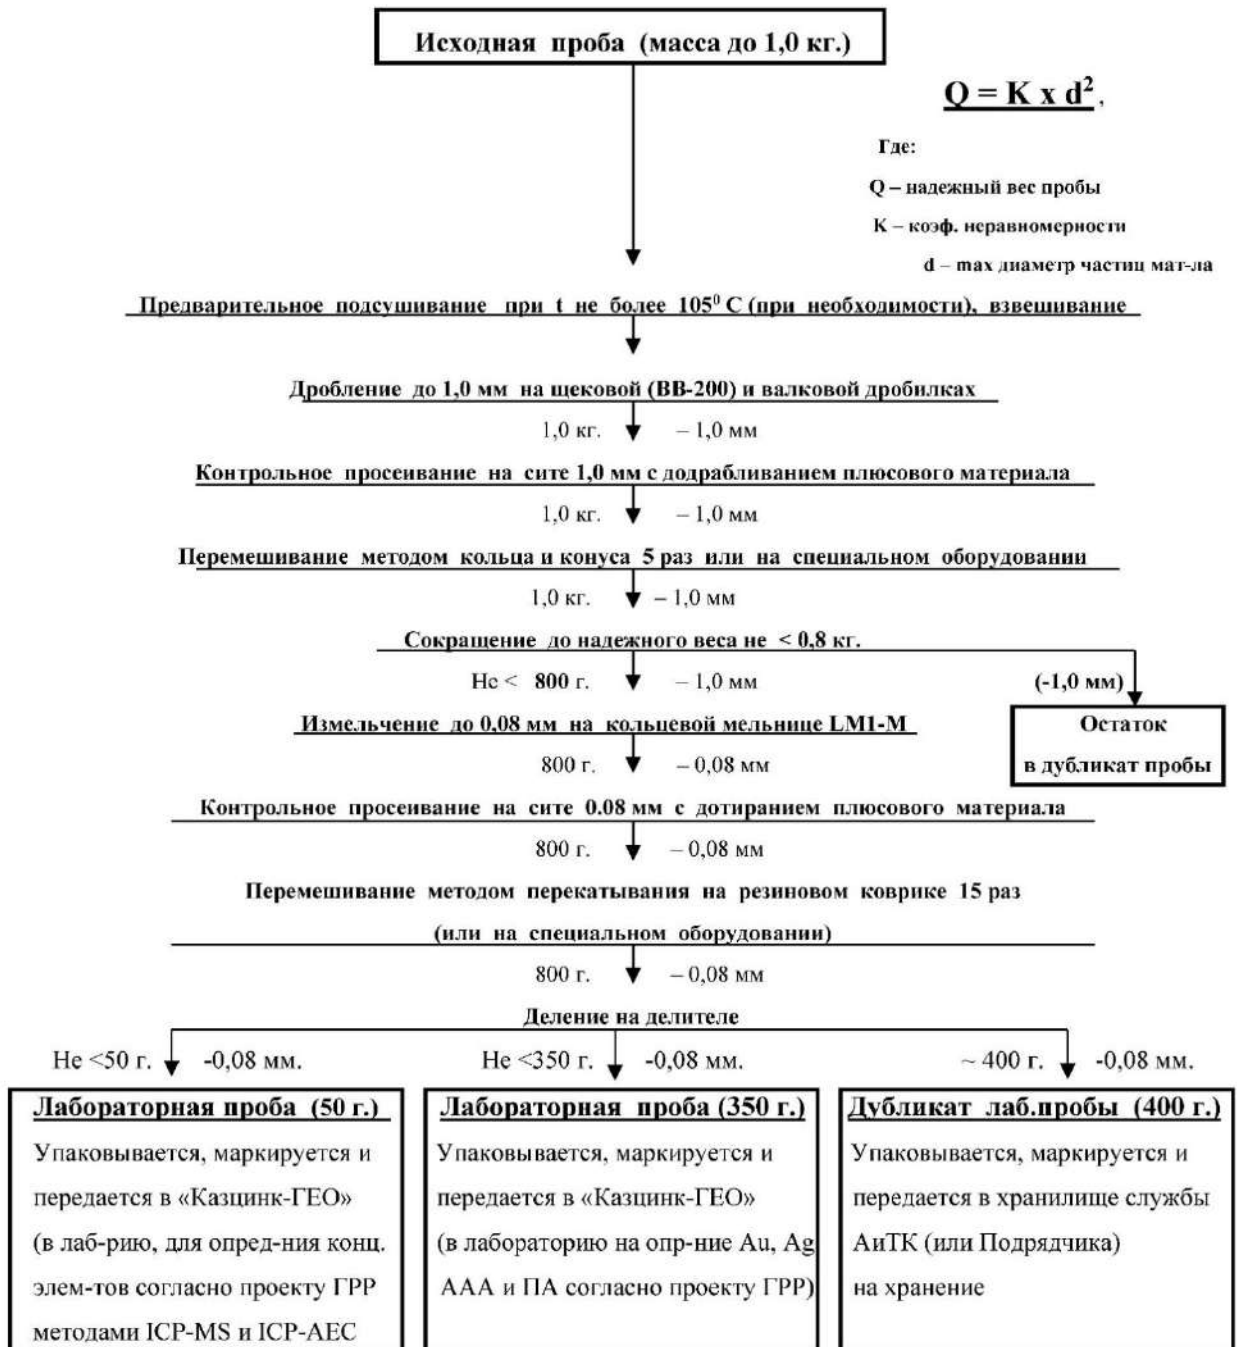 Исходная проба (масса до 1,0 кг.)
Q = K x d²,
Где:
Q – надежный вес пробы
K – коэф. неравномерности
d – max диаметр частиц мат-ла
Предварительное подсушивание при t не более 105⁰ С (при необходимости), взвешивание
Дробление до 1,0 мм на щековой (ВВ-200) и валковой дробилках
1,0 кг. – 1,0 мм
Контрольное просеивание на сите 1,0 мм с додрабливанием плюсового материала
1,0 кг. – 1,0 мм
Перемешивание методом кольца и конуса 5 раз или на специальном оборудовании
1,0 кг. – 1,0 мм
Сокращение до надежного веса не < 0,8 кг.
Не < 800 г. – 1,0 мм
(-1,0 мм)
Остаток
в дубликат пробы
Измельчение до 0,08 мм на кольцевой мельнице LM1-M
800 г. – 0,08 мм
Контрольное просеивание на сите 0.08 мм с дотиранием плюсового материала
800 г. – 0,08 мм
Перемешивание методом перекатывания на резиновом коврике 15 раз
(или на специальном оборудовании)
800 г. – 0,08 мм
Деление на делителе
Не <50 г. -0,08 мм.
Не <350 г. -0,08 мм.
~ 400 г. -0,08 мм.
Лабораторная проба (50 г.)
Упаковывается, маркируется и
передается в «Казцинк-ГЕО»
(в лаб-рию, для опред-ния конц.
элем-тов согласно проекту ГРР
методами ICP-MS и ICP-АЕС
Лабораторная проба (350 г.)
Упаковывается, маркируется и
передается в «Казцинк-ГЕО»
(в лабораторию на опр-ние Au, Ag
ААА и ПА согласно проекту ГРР)
Дубликат лаб.пробы (400 г.)
Упаковывается, маркируется и
передается в хранилище службы
АиТК (или Подрядчика)
на хранение